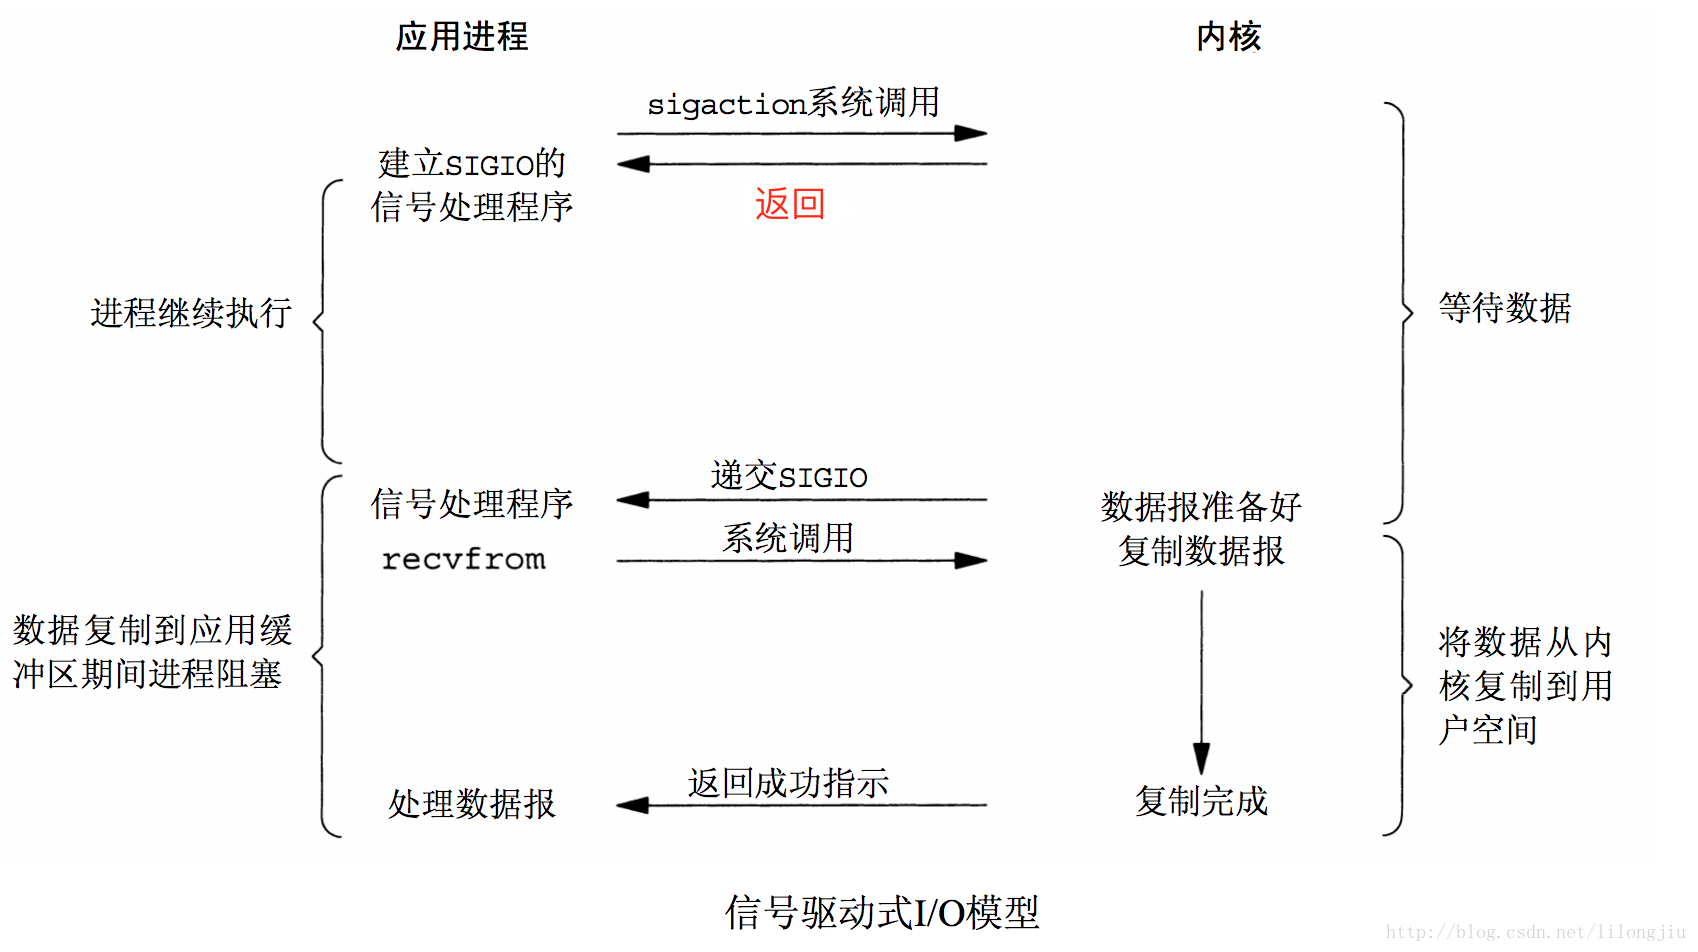 应用进程
内核
sigaction系统调用
建立SIGIO的
信号处理程序
返回
进程继续执行
等待数据
递交SIGIO
信号处理程序
数据报准备好
系统调用
recvfrom
复制数据报
数据复制到应用缓
冲区期间进程阻塞
将数据从内
核复制到用
户空间
返回成功指示
处理数据报
复制完成
信号驱动式I/O模型
http://blog.csdn.net/lilongjiu